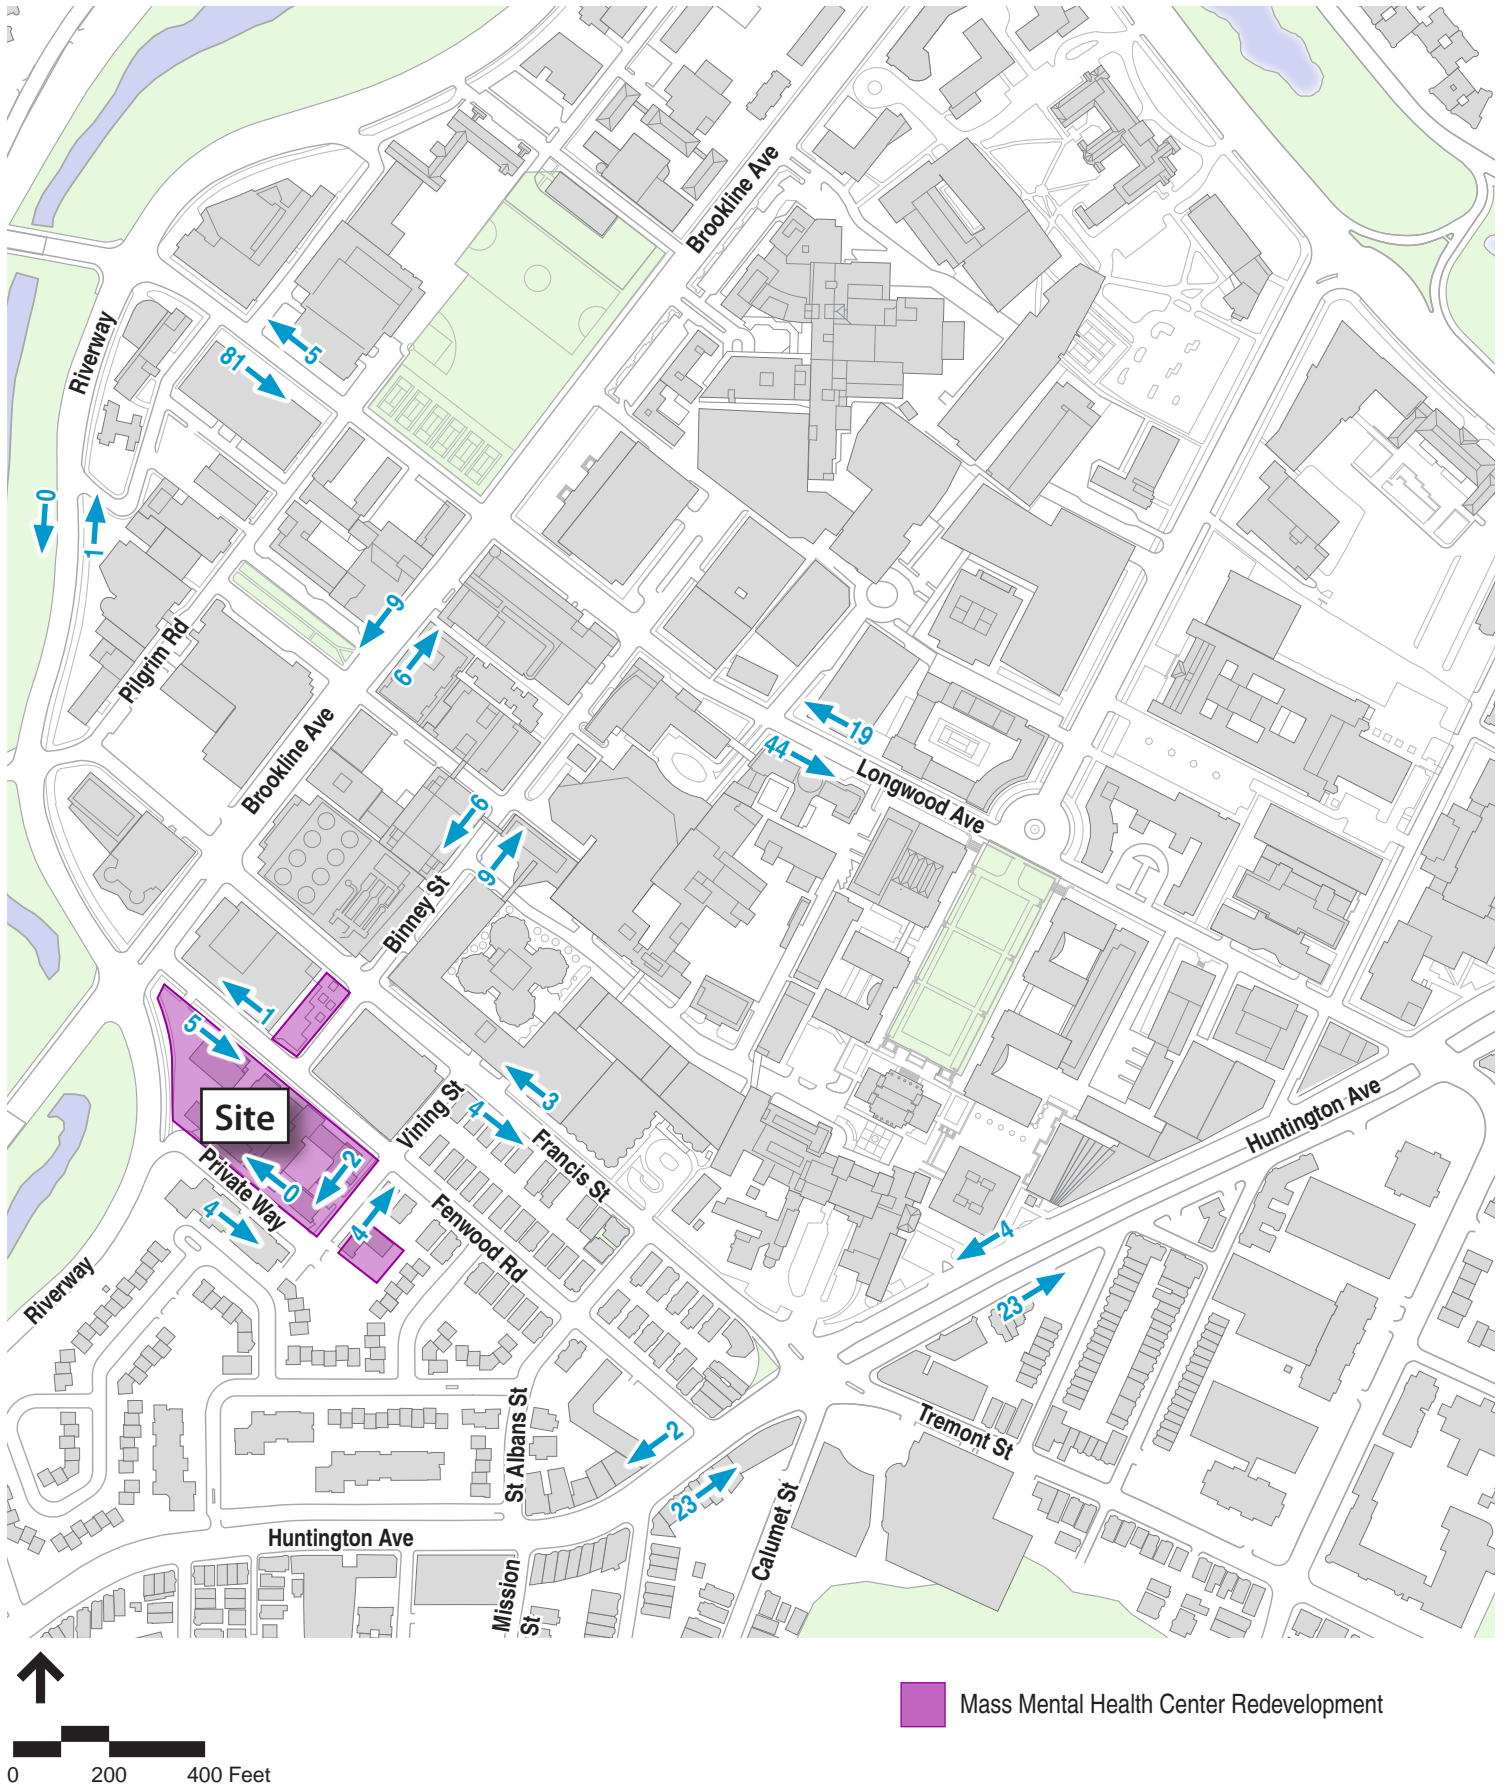 Brookline Ave
Riverway
5
81
0
1
9
6
Pilgrim Rd
Brookline Ave
19
44
Longwood Ave
6
9
Binney St
1
5
Site
Vining St
3
4
Francis St
Huntington Ave
2
0
Private Way
4
4
Fenwood Rd
4
23
Riverway
St Albans St
2
23
Tremont St
Calumet St
Huntington Ave
Mission
St
0 200 400 Feet
Mass Mental Health Center Redevelopment